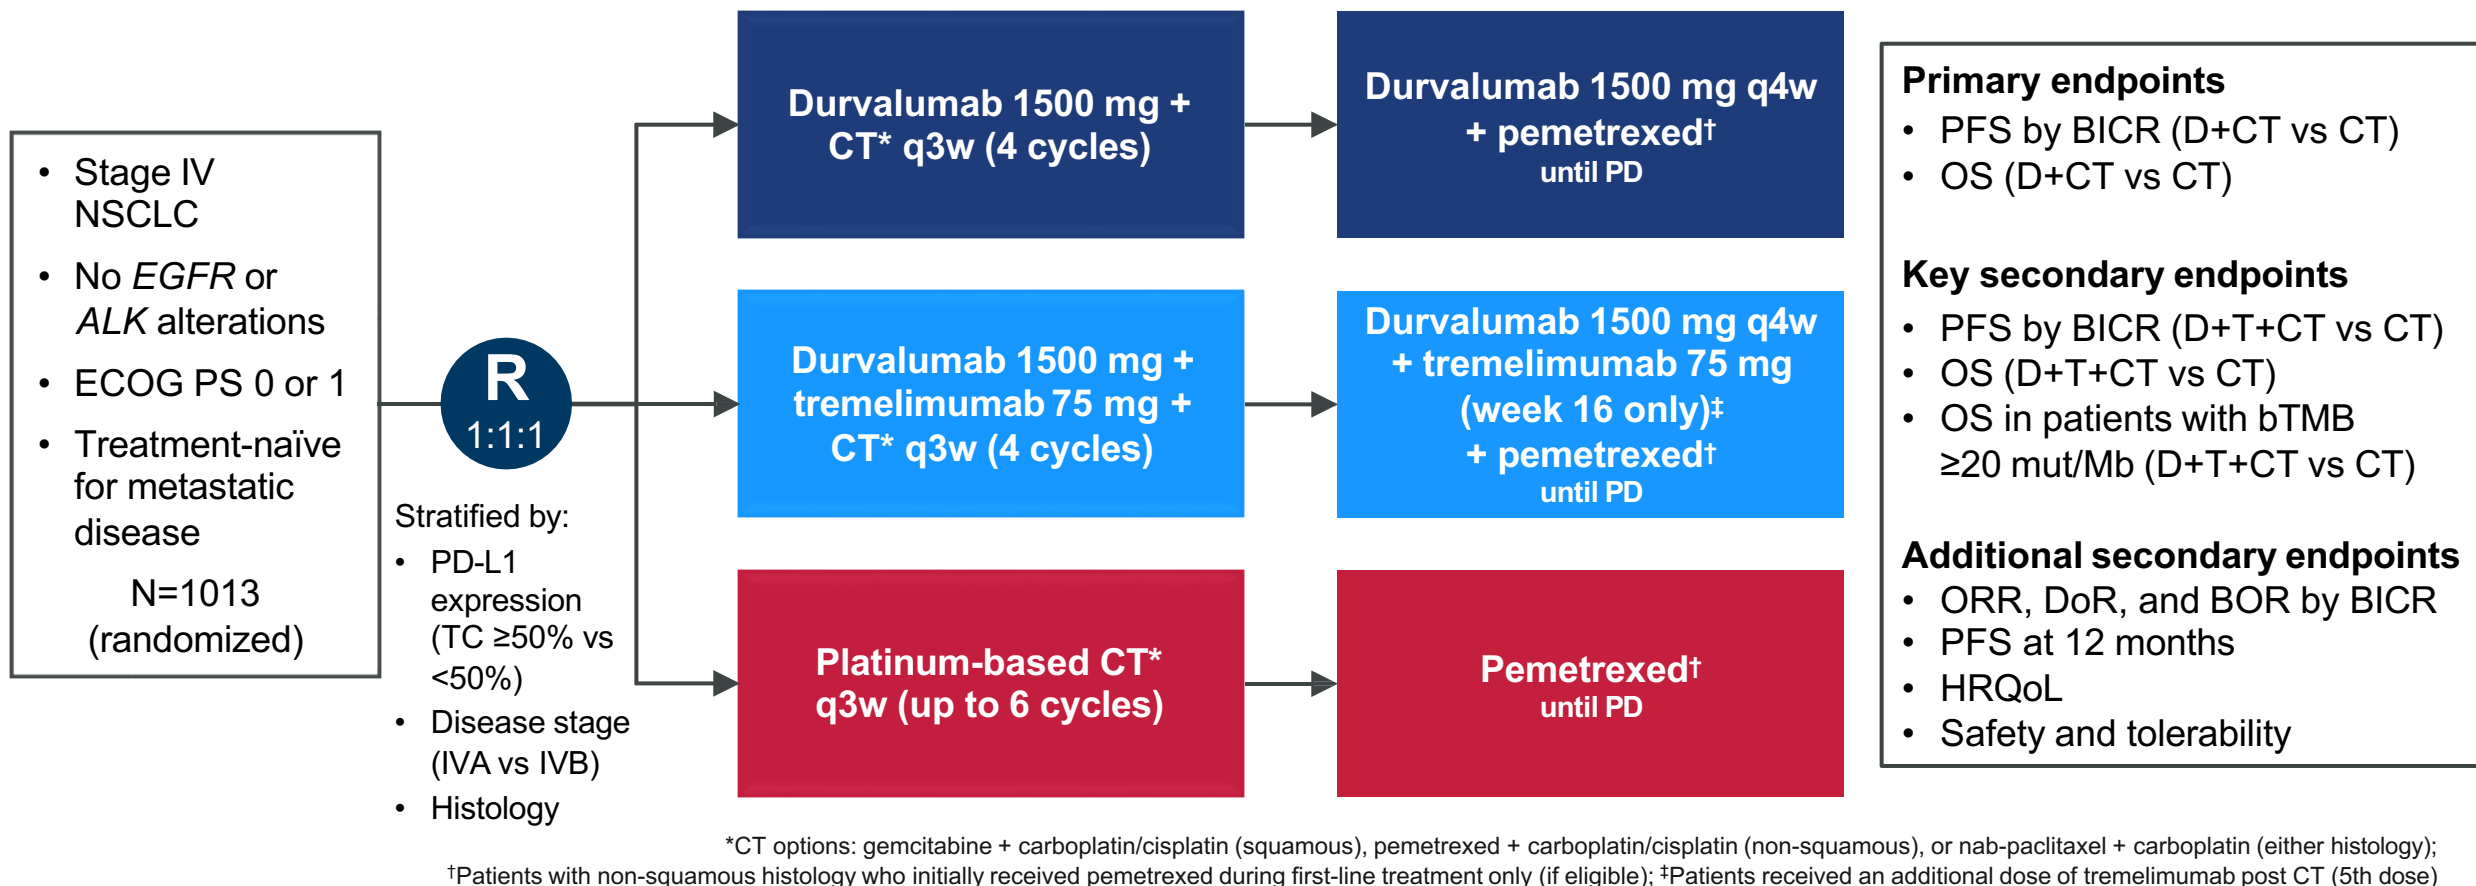 • Stage IV
NSCLC
• No EGFR or
ALK alterations
• ECOG PS 0 or 1
• Treatment-naïve
for metastatic
disease
N=1013
(randomized)
R
1:1:1
Stratified by:
• PD-L1
expression
(TC ≥50% vs
<50%)
• Disease stage
(IVA vs IVB)
• Histology
Durvalumab 1500 mg +
CT* q3w (4 cycles)
Durvalumab 1500 mg q4w
+ pemetrexed†
until PD
Durvalumab 1500 mg +
tremelimumab 75 mg +
CT* q3w (4 cycles)
Durvalumab 1500 mg q4w
+ tremelimumab 75 mg
(week 16 only)‡
+ pemetrexed†
until PD
Platinum-based CT*
q3w (up to 6 cycles)
Pemetrexed†
until PD
Primary endpoints
• PFS by BICR (D+CT vs CT)
• OS (D+CT vs CT)
Key secondary endpoints
• PFS by BICR (D+T+CT vs CT)
• OS (D+T+CT vs CT)
• OS in patients with bTMB
≥20 mut/Mb (D+T+CT vs CT)
Additional secondary endpoints
• ORR, DoR, and BOR by BICR
• PFS at 12 months
• HRQoL
• Safety and tolerability
*CT options: gemcitabine + carboplatin/cisplatin (squamous), pemetrexed + carboplatin/cisplatin (non-squamous), or nab-paclitaxel + carboplatin (either histology);
†Patients with non-squamous histology who initially received pemetrexed during first-line treatment only (if eligible); ‡Patients received an additional dose of tremelimumab post CT (5th dose)